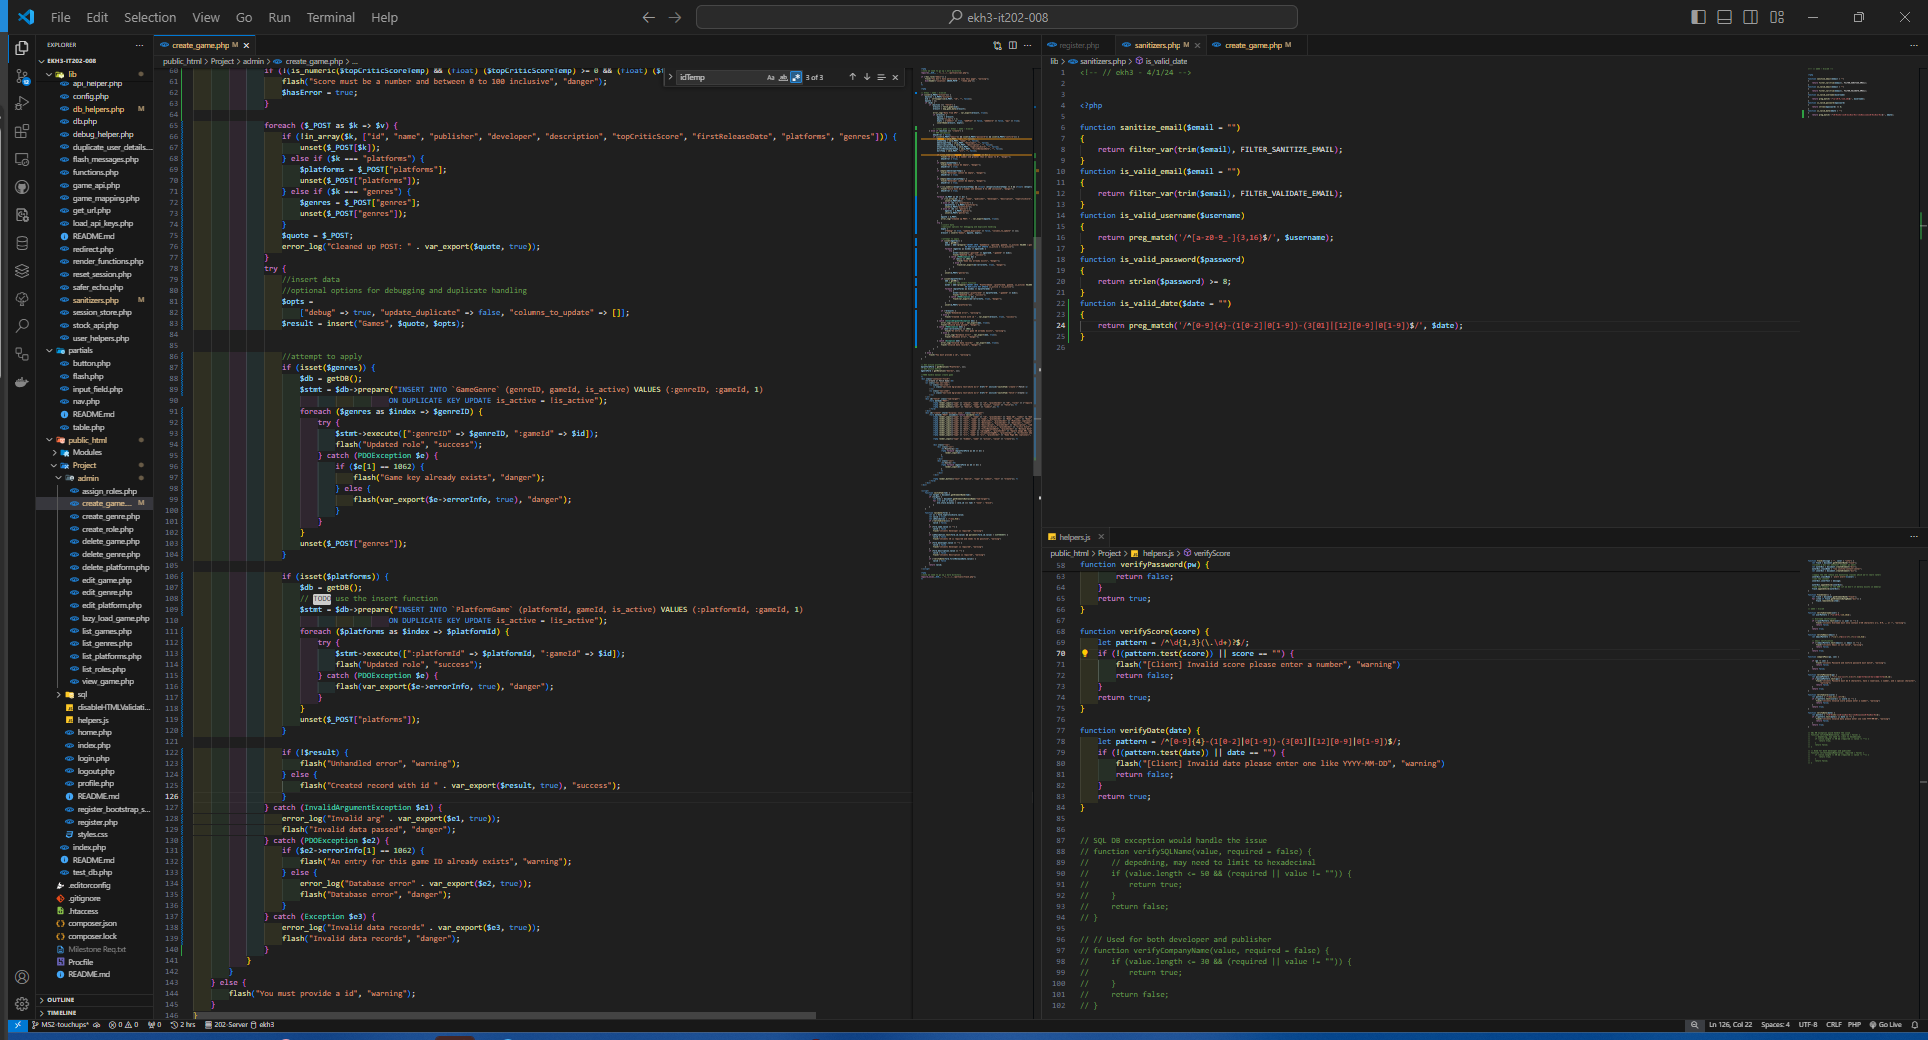 File Edit Selection View Go Run Terminal Help
ekh3-it202-008
EXPLORER
EKH3-IT202-008
lib
api_helper.php
config.php
db_helpers.php M
db.php
debug_helper.php
duplicate_user_details...
flash_messages.php
functions.php
game_api.php
game_mapping.php
get_url.php
load_api_keys.php
README.md
redirect.php
render_functions.php
reset_session.php
safer_echo.php
sanitizers.php M
session_store.php
stock_api.php
user_helpers.php
partials
button.php
flash.php
input_field.php
nav.php
README.md
table.php
public_html
Modules
Project
admin
assign_roles.php
create_game.... M
create_genre.php
create_role.php
delete_game.php
delete_genre.php
delete_platform.php
edit_game.php
edit_genre.php
edit_platform.php
lazy_load_game.php
list_games.php
list_genres.php
list_platforms.php
list_roles.php
view_game.php
sql
disableHTMLValidati...
helpers.js
home.php
index.php
login.php
logout.php
profile.php
README.md
register_bootstrap_s...
register.php
styles.css
index.php
README.md
test_db.php
.editorconfig
.gitignore
.htaccess
composer.json
composer.lock
Milestone Req.txt
Procfile
README.md
OUTLINE
TIMELINE
create_game.php M
public_html > Project > admin > create_game.php > ...
idTemp
Aa
3 of 3
60 if (!(is_numeric($topCriticScoreTemp) && (float) ($topCriticScoreTemp) >= 0 && (float) ($t
61 flash("Score must be a number and between 0 to 100 inclusive", "danger");
62 $hasError = true;
63 }
64
65 foreach ($_POST as $k => $v) {
66 if (!in_array($k, ["id", "name", "publisher", "developer", "description", "topCriticScore", "firstReleaseDate", "platforms", "genres"])) {
67 unset($_POST[$k]);
68 } else if ($k === "platforms") {
69 $platforms = $_POST["platforms"];
70 unset($_POST["platforms"]);
71 } else if ($k === "genres") {
72 $genres = $_POST["genres"];
73 unset($_POST["genres"]);
74 }
75 $quote = $_POST;
76 error_log("Cleaned up POST: " . var_export($quote, true));
77 }
78 try {
79 //insert data
80 //optional options for debugging and duplicate handling
81 $opts =
82 ["debug" => true, "update_duplicate" => false, "columns_to_update" => []];
83 $result = insert("Games", $quote, $opts);
84
85
86 //attempt to apply
87 if (isset($genres)) {
88 $db = getDB();
89 $stmt = $db->prepare("INSERT INTO `GameGenre` (genreID, gameId, is_active) VALUES (:genreID, :gameId, 1)
90 ON DUPLICATE KEY UPDATE is_active = !is_active");
91 foreach ($genres as $index => $genreID) {
92 try {
93 $stmt->execute([":genreID" => $genreID, ":gameId" => $id]);
94 flash("Updated role", "success");
95 } catch (PDOException $e) {
96 if ($e[1] == 1062) {
97 flash("Game key already exists", "danger");
98 } else {
99 flash(var_export($e->errorInfo, true), "danger");
100 }
101 }
102 }
103 unset($_POST["genres"]);
104 }
105
106 if (isset($platforms)) {
107 $db = getDB();
108 // TODO use the insert function
109 $stmt = $db->prepare("INSERT INTO `PlatformGame` (platformId, gameId, is_active) VALUES (:platformId, :gameId, 1)
110 ON DUPLICATE KEY UPDATE is_active = !is_active");
111 foreach ($platforms as $index => $platformId) {
112 try {
113 $stmt->execute([":platformId" => $platformId, ":gameId" => $id]);
114 flash("Updated role", "success");
115 } catch (PDOException $e) {
116 flash(var_export($e->errorInfo, true), "danger");
117 }
118 }
119 unset($_POST["platforms"]);
120 }
121
122 if (!$result) {
123 flash("Unhandled error", "warning");
124 } else {
125 flash("Created record with id " . var_export($result, true), "success");
126 }
127 } catch (InvalidArgumentException $e1) {
128 error_log("Invalid arg" . var_export($e1, true));
129 flash("Invalid data passed", "danger");
130 } catch (PDOException $e2) {
131 if ($e2->errorInfo[1] == 1062) {
132 flash("An entry for this game ID already exists", "warning");
133 } else {
134 error_log("Database error" . var_export($e2, true));
135 flash("Database error", "danger");
136 }
137 } catch (Exception $e3) {
138 error_log("Invalid data records" . var_export($e3, true));
139 flash("Invalid data records", "danger");
140 }
141 }
142 }
143 } else {
144 flash("You must provide a id", "warning");
145 }
146 }
register.php sanitizers.php M create_game.php M
lib > sanitizers.php > is_valid_date
1 <!-- // ekh3 - 4/1/24 -->
2
3
4 <?php
5
6 function sanitize_email($email = "")
7 {
8 return filter_var(trim($email), FILTER_SANITIZE_EMAIL);
9 }
10 function is_valid_email($email = "")
11 {
12 return filter_var(trim($email), FILTER_VALIDATE_EMAIL);
13 }
14 function is_valid_username($username)
15 {
16 return preg_match('/^[a-z0-9_-]{3,16}$/', $username);
17 }
18 function is_valid_password($password)
19 {
20 return strlen($password) >= 8;
21 }
22 function is_valid_date($date = "")
23 {
24 return preg_match('/^[0-9]{4}-(1[0-2]|0[1-9])-(3[01]|[12][0-9]|0[1-9])$/', $date);
25 }
26
helpers.js
public_html > Project > helpers.js > verifyScore
58 function verifyPassword(pw) {
63 return false;
64 }
65 return true;
66 }
67
68 function verifyScore(score) {
69 let pattern = /^\d{1,3}(\.\d+)?$/;
70 if (!(pattern.test(score)) || score == "") {
71 flash("[Client] Invalid score please enter a number", "warning")
72 return false;
73 }
74 return true;
75 }
76
77 function verifyDate(date) {
78 let pattern = /^[0-9]{4}-(1[0-2]|0[1-9])-(3[01]|[12][0-9]|0[1-9])$/;
79 if (!(pattern.test(date)) || date == "") {
80 flash("[Client] Invalid date please enter one like YYYY-MM-DD", "warning")
81 return false;
82 }
83 return true;
84 }
85
86
87 // SQL DB exception would handle the issue
88 // function verifySQLName(value, required = false) {
89 // // depedning, may need to limit to hexadecimal
90 // if (value.length <= 50 && (required || value != "")) {
91 // return true;
92 // }
93 // return false;
94 // }
95
96 // // Used for both developer and publisher
97 // function verifyCompanyName(value, required = false) {
98 // if (value.length <= 30 && (required || value != "")) {
99 // return true;
100 // }
101 // return false;
102 // }
MS2-touchups* 0 0 0 2 hrs 202-Server ekh3
Ln 126, Col 22 Spaces: 4 UTF-8 CRLF PHP Go Live